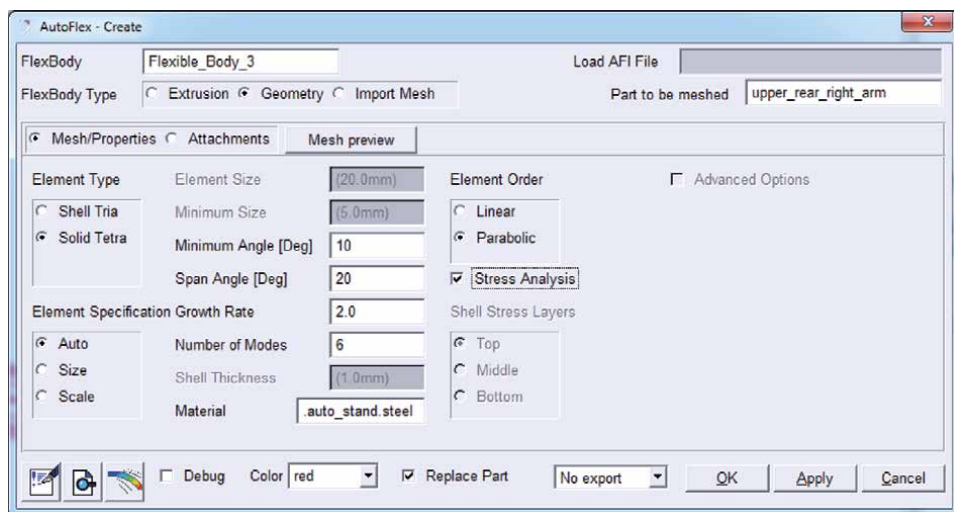 AutoFlex - Create
FlexBody Flexible_Body_3 Load AFI File
FlexBody Type Extrusion Geometry Import Mesh Part to be meshed upper_rear_right_arm
Mesh/Properties Attachments Mesh preview
Element Type Element Size (20.0mm) Element Order Advanced Options
Shell Tria Minimum Size (5.0mm) Linear
Solid Tetra Minimum Angle [Deg] 10 Parabolic
Span Angle [Deg] 20 Stress Analysis
Element Specification Growth Rate 2.0 Shell Stress Layers
Auto Number of Modes 6 Top
Size Shell Thickness (1.0mm) Middle
Scale Material .auto_stand.steel Bottom
Debug Color red Replace Part No export OK Apply Cancel